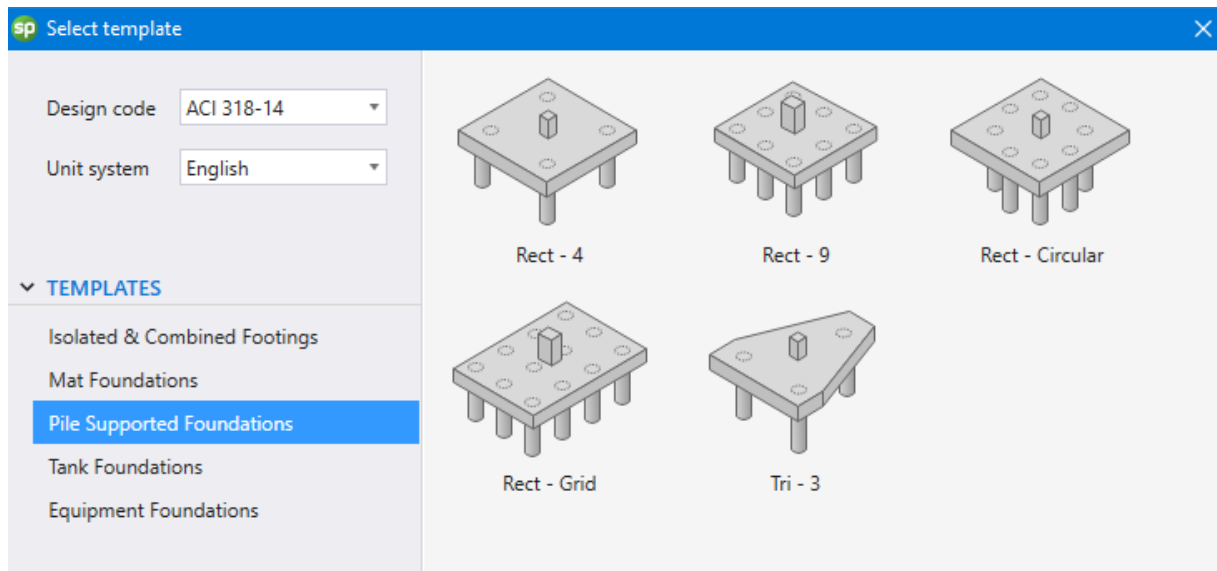 sp Select template
Design code ACI 318-14
Unit system English
TEMPLATES
Isolated & Combined Footings
Mat Foundations
Pile Supported Foundations
Tank Foundations
Equipment Foundations
Rect - 4
Rect - 9
Rect - Circular
Rect - Grid
Tri - 3